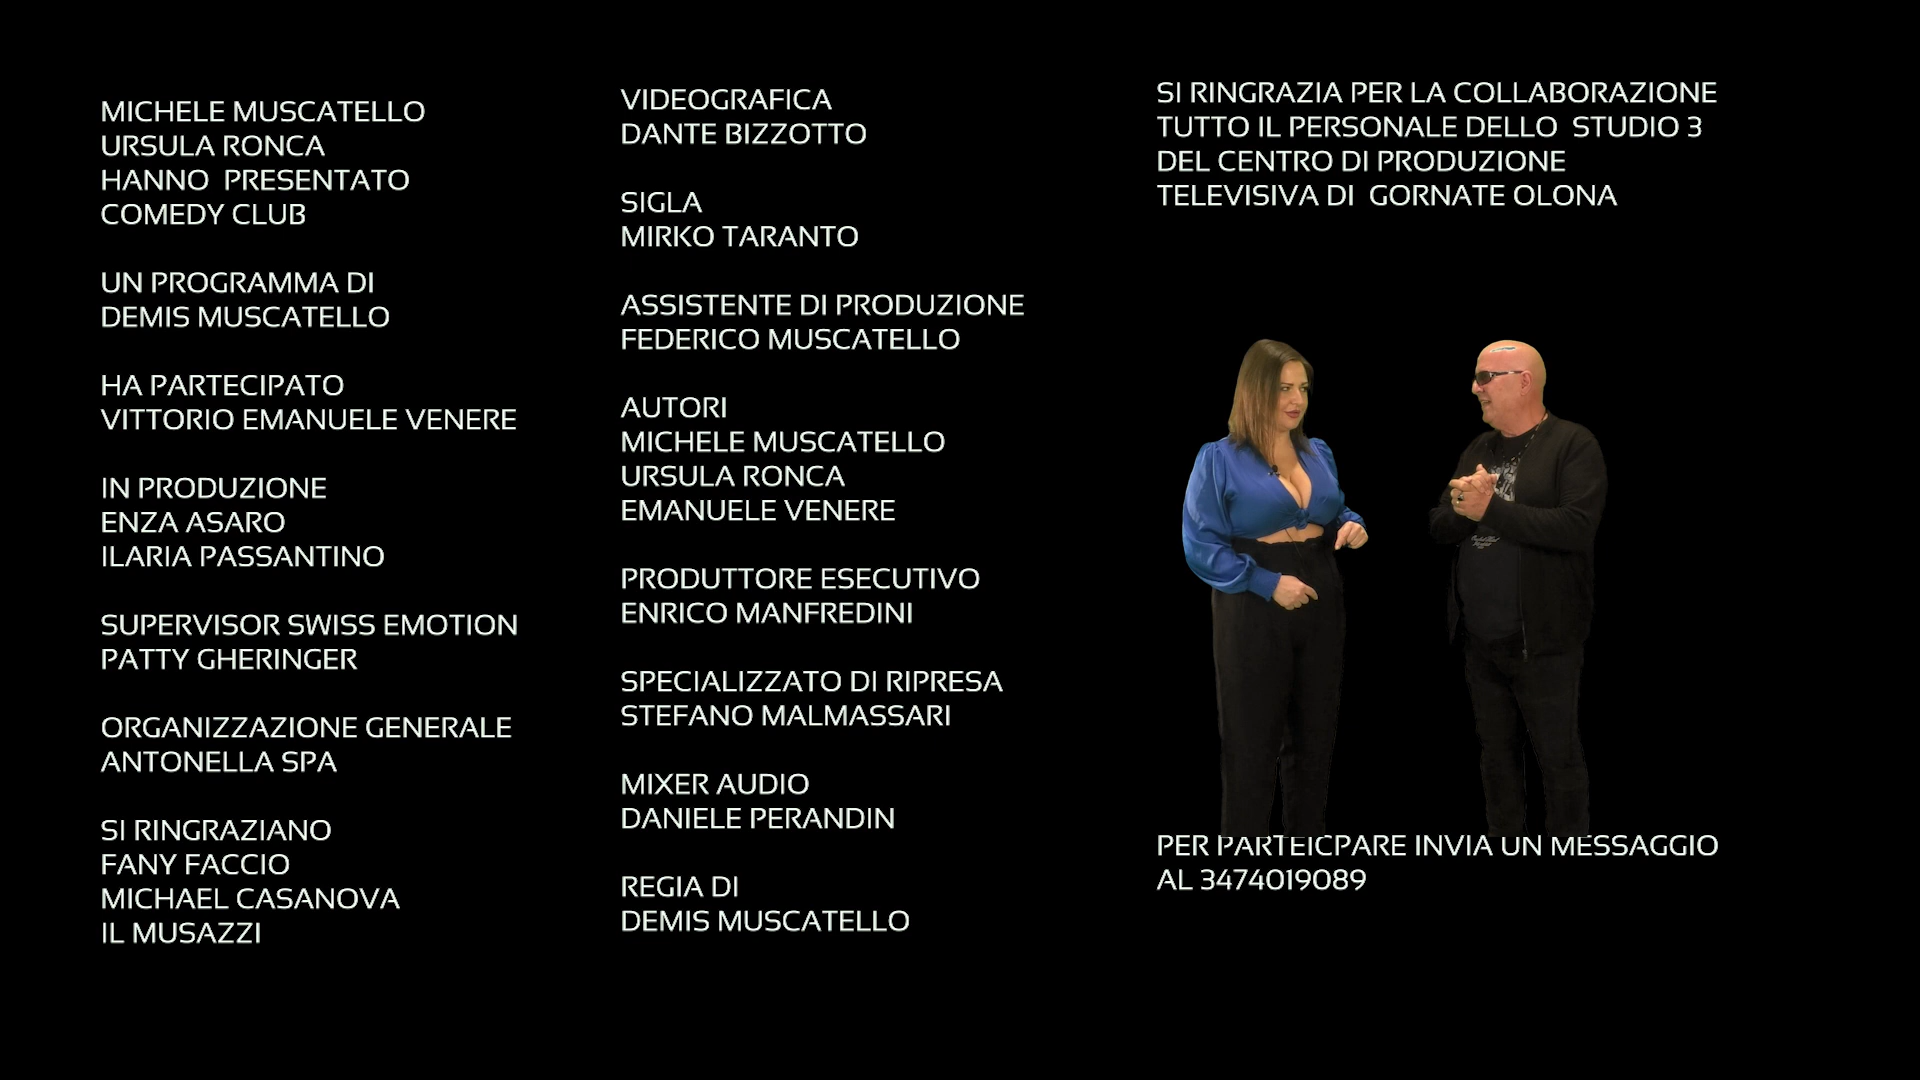 MICHELE MUSCATELLO
URSULA RONCA
HANNO PRESENTATO
COMEDY CLUB
UN PROGRAMMA DI
DEMIS MUSCATELLO
HA PARTECIPATO
VITTORIO EMANUELE VENERE
IN PRODUZIONE
ENZA ASARO
ILARIA PASSANTINO
SUPERVISOR SWISS EMOTION
PATTY GHERINGER
ORGANIZZAZIONE GENERALE
ANTONELLA SPA
SI RINGRAZIANO
FANY FACCIO
MICHAEL CASANOVA
IL MUSAZZI
VIDEOGRAFICA
DANTE BIZZOTTO
SIGLA
MIRKO TARANTO
ASSISTENTE DI PRODUZIONE
FEDERICO MUSCATELLO
AUTORI
MICHELE MUSCATELLO
URSULA RONCA
EMANUELE VENERE
PRODUTTORE ESECUTIVO
ENRICO MANFREDINI
SPECIALIZZATO DI RIPRESA
STEFANO MALMASSARI
MIXER AUDIO
DANIELE PERANDIN
REGIA DI
DEMIS MUSCATELLO
SI RINGRAZIA PER LA COLLABORAZIONE
TUTTO IL PERSONALE DELLO STUDIO 3
DEL CENTRO DI PRODUZIONE
TELEVISIVA DI GORNATE OLONA
PER PARTEICPARE INVIA UN MESSAGGIO
AL 3474019089